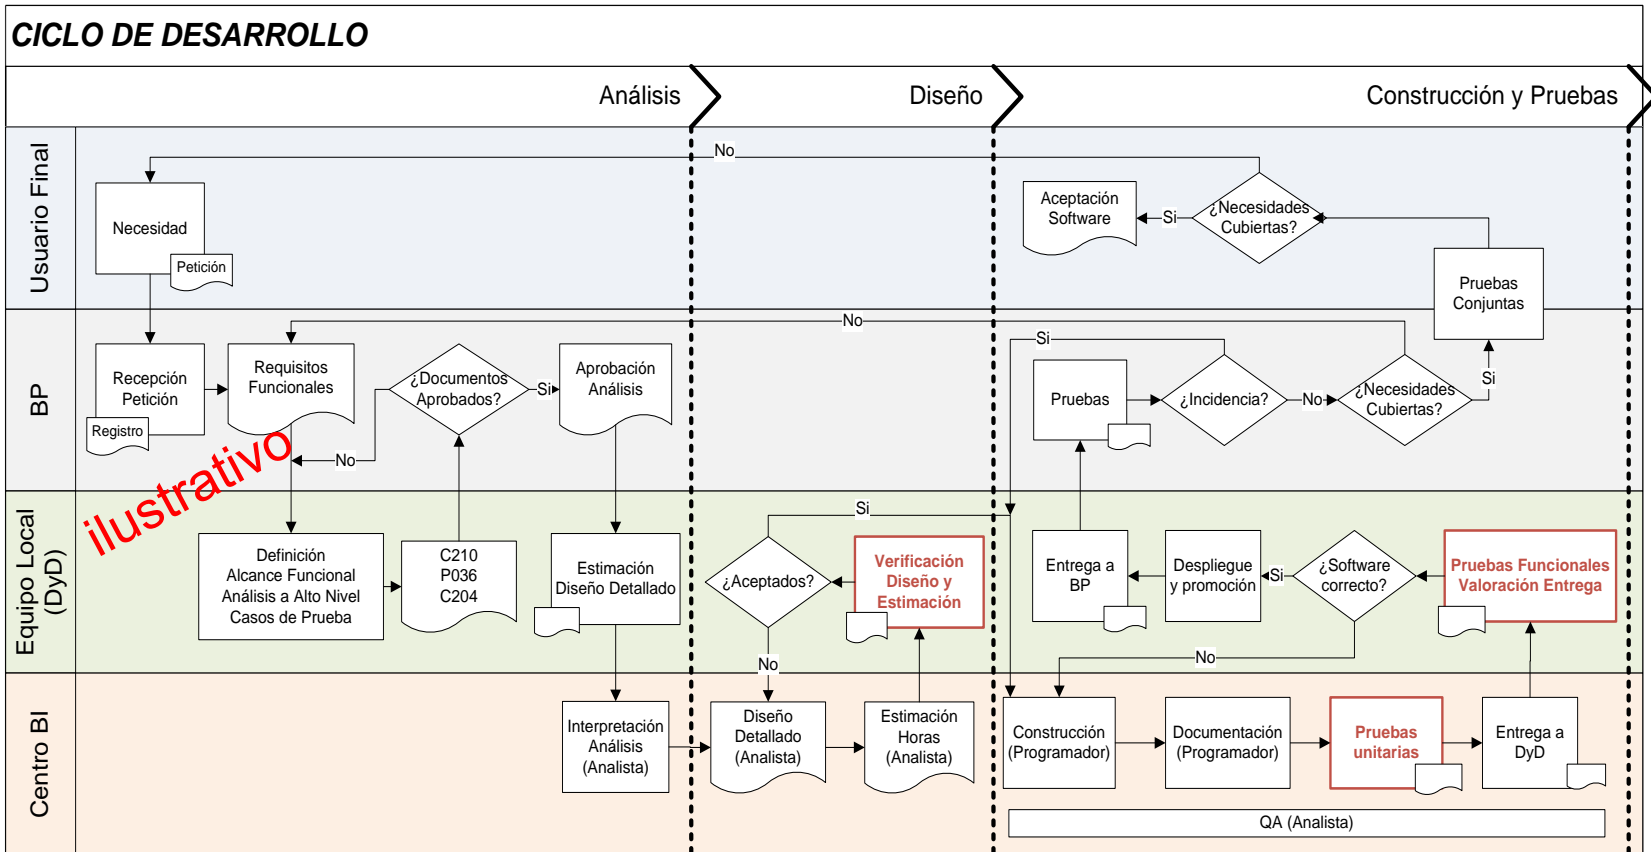 CICLO DE DESARROLLO
Análisis
Diseño
Construcción y Pruebas
Usuario Final
No
Necesidad
Petición
Aceptación
Software
Si
¿Necesidades
Cubiertas?
Pruebas
Conjuntas
BP
No
Recepción
Petición
Registro
Requisitos
Funcionales
No
¿Documentos
Aprobados?
Si
Aprobación
Análisis
Si
Pruebas
¿Incidencia?
No
¿Necesidades
Cubiertas?
Si
ilustrativo
Equipo Local
(DyD)
Definición
Alcance Funcional
Análisis a Alto Nivel
Casos de Prueba
C210
P036
C204
Estimación
Diseño Detallado
Si
¿Aceptados?
No
Verificación
Diseño y
Estimación
Entrega a
BP
Despliegue
y promoción
Si
¿Software
correcto?
No
Pruebas Funcionales
Valoración Entrega
Centro BI
Interpretación
Análisis
(Analista)
Diseño
Detallado
(Analista)
Estimación
Horas
(Analista)
Construcción
(Programador)
Documentación
(Programador)
Pruebas
unitarias
Entrega a
DyD
QA (Analista)